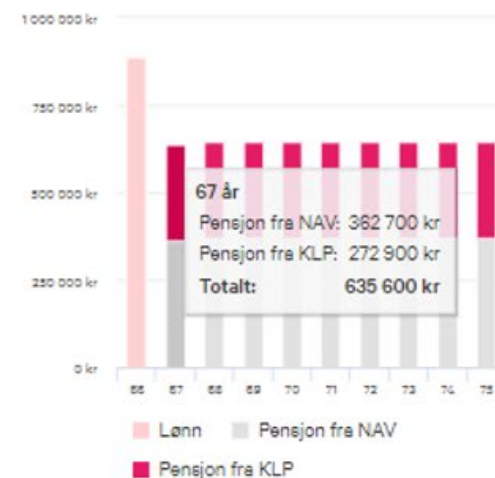 1 000 000 kr
750 000 kr
500 000 kr
250 000 kr
0 kr
67 år
Pensjon fra NAV: 362 700 kr
Pensjon fra KLP: 272 900 kr
Totalt: 635 600 kr
66 67 68 69 70 71 72 73 74 75
Lønn Pensjon fra NAV
Pensjon fra KLP